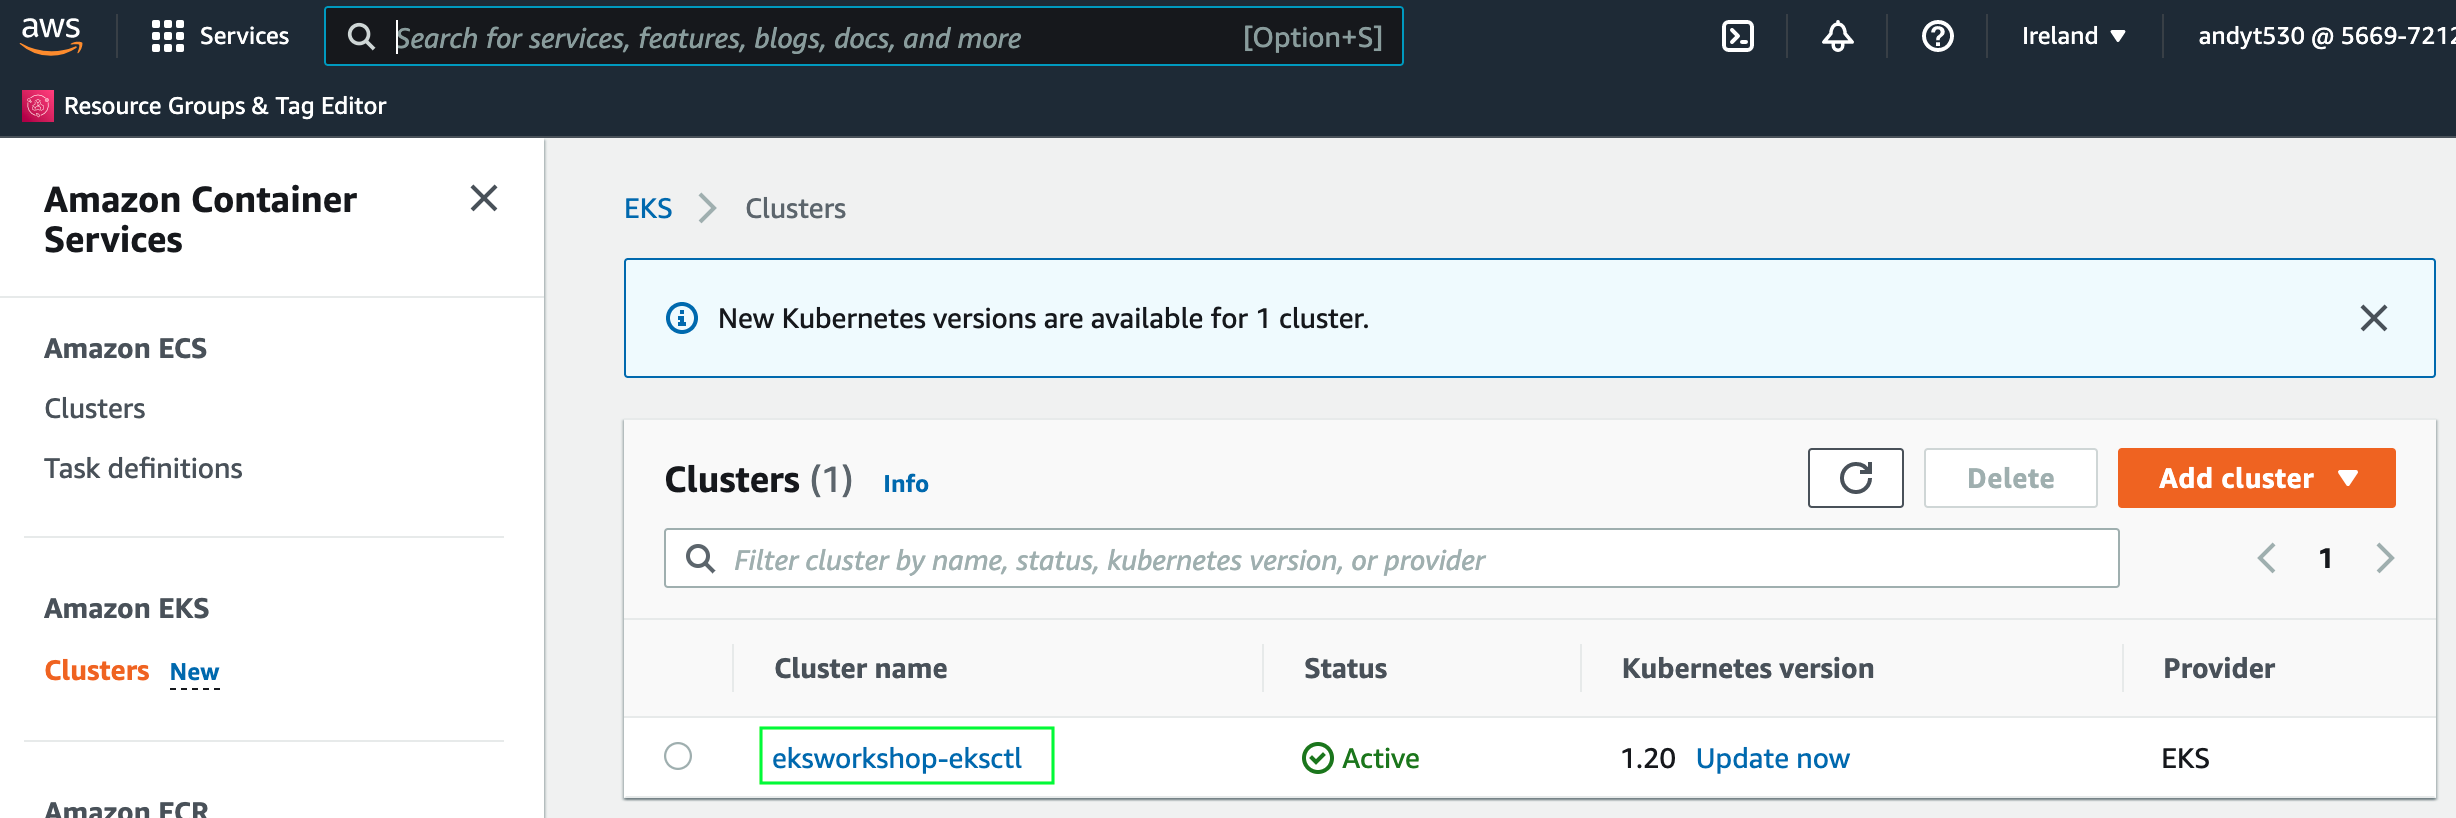 aws
Services
Search for services, features, blogs, docs, and more
[Option+S]
Ireland
andyt530 @ 5669-7212
Resource Groups & Tag Editor
Amazon Container
Services
Amazon ECS
Clusters
Task definitions
Amazon EKS
Clusters New
Amazon ECR
EKS > Clusters
New Kubernetes versions are available for 1 cluster.
Clusters (1) Info
Delete
Add cluster
Filter cluster by name, status, kubernetes version, or provider
1
Cluster name Status Kubernetes version Provider
eksworkshop-eksctl Active 1.20 Update now EKS